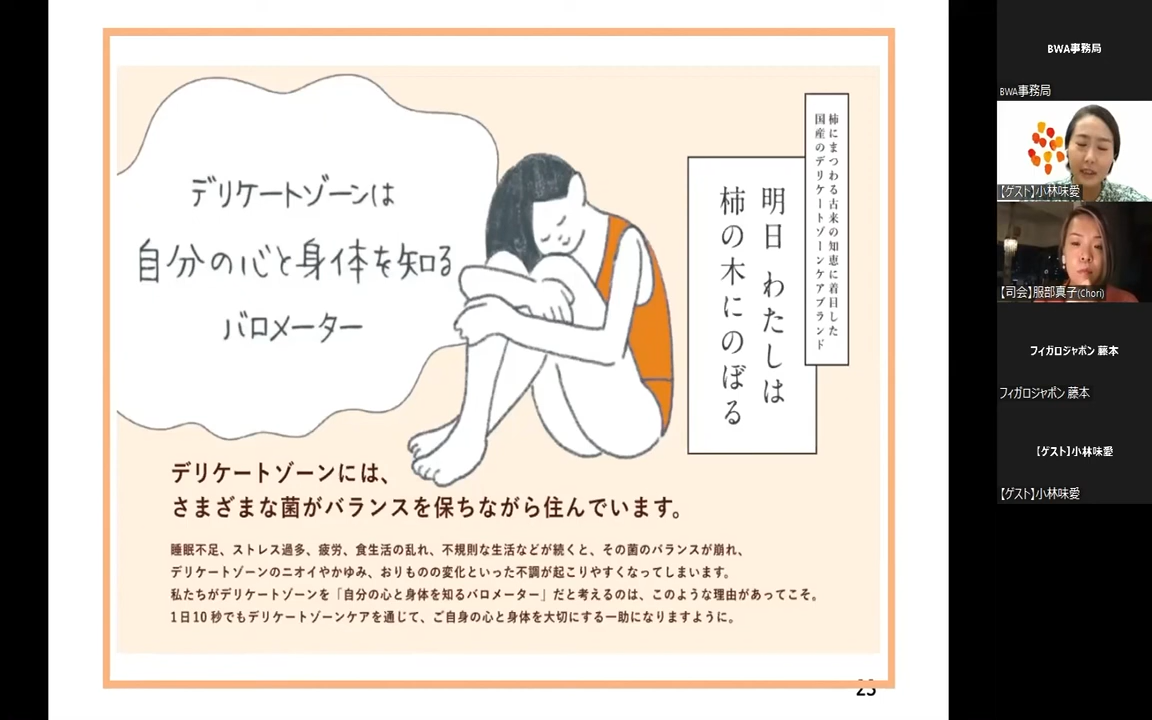 デリケートゾーンは
自分の心と身体を知る
バロメーター
柿にまつわる古来の知恵に着目した
国産のデリケートゾーンケアブランド
明日 わたしは
柿の木にのぼる
デリケートゾーンには、
さまざまな菌がバランスを保ちながら住んでいます。
睡眠不足、ストレス過多、疲労、食生活の乱れ、不規則な生活などが続くと、その菌のバランスが崩れ、
デリケートゾーンのニオイやかゆみ、おりものの変化といった不調が起こりやすくなってしまいます。
私たちがデリケートゾーンを「自分の心と身体を知るバロメーター」だと考えるのは、このような理由があってこそ。
1日10秒でもデリケートゾーンケアを通じて、ご自身の心と身体を大切にする一助になりますように。
23
BWA事務局
BWA事務局
【ゲスト】小林味愛
【司会】服部真子(Chori)
フィガロジャポン 藤本
フィガロジャポン 藤本
【ゲスト】小林味愛
【ゲスト】小林味愛